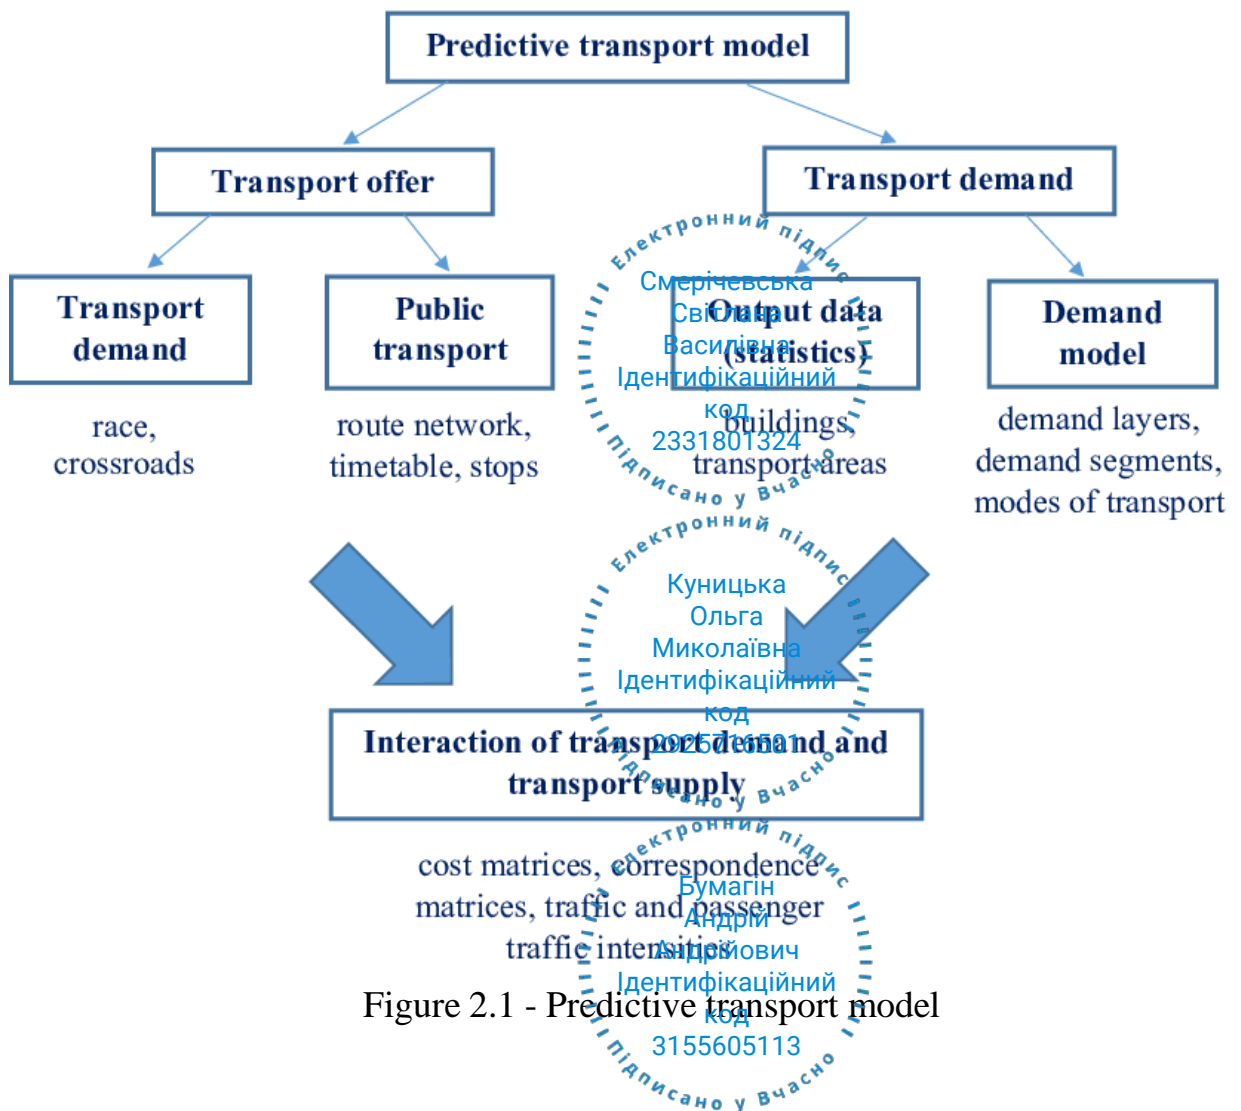 Predictive transport model
Transport offer
Transport demand
Transport
demand
Public
transport
Output data
(statistics)
Demand
model
race,
crossroads
route network,
timetable, stops
buildings,
transport areas
demand layers,
demand segments,
modes of transport
Interaction of transport demand and
transport supply
cost matrices, correspondence
matrices, traffic and passenger
traffic intensities
Figure 2.1 - Predictive transport model
Електронний підпис
Смерічевська
Світлана
Василівна
Ідентифікаційний
код
2331801324
Підписано у Вчасно
Електронний підпис
Куницька
Ольга
Миколаївна
Ідентифікаційний
код
2925716501
Підписано у Вчасно
Електронний підпис
Бумагін
Андрій
Андрійович
Ідентифікаційний
код
3155605113
Підписано у Вчасно